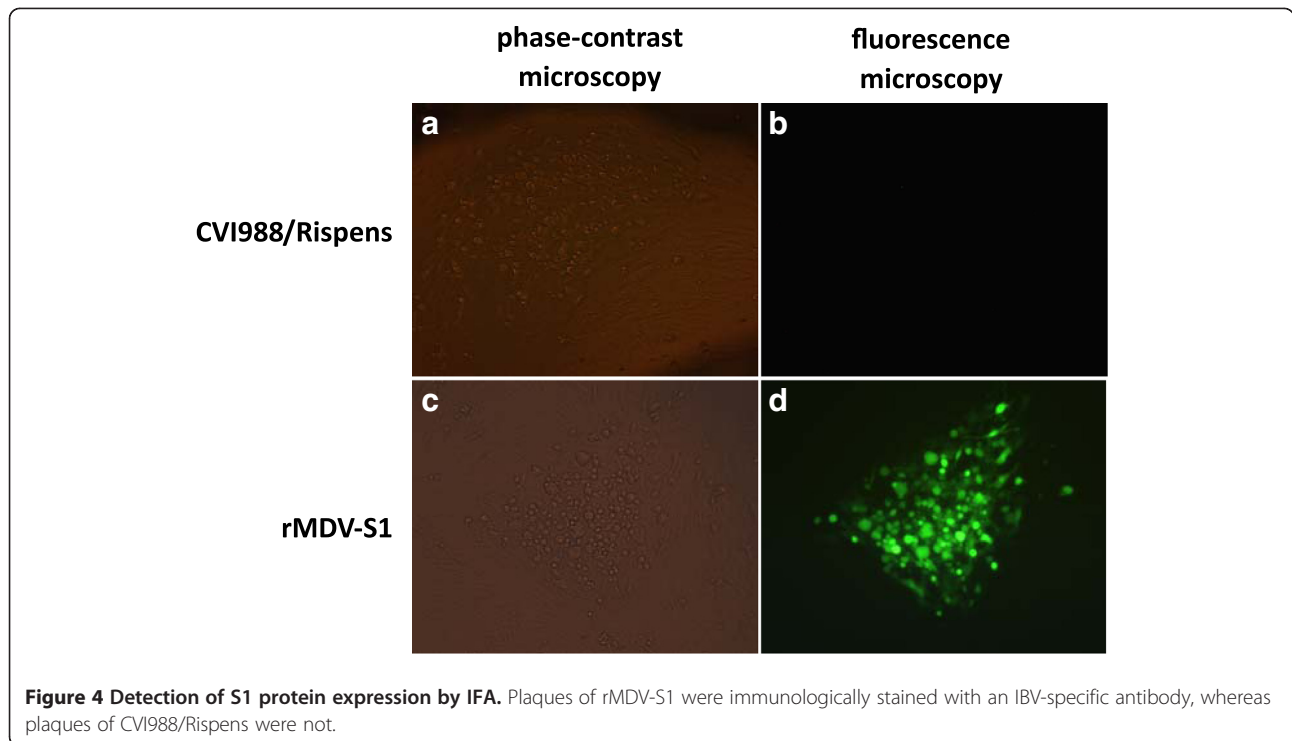 phase-contrast
microscopy
fluorescence
microscopy
a
b
CVI988/Rispens
c
d
rMDV-S1
Figure 4 Detection of S1 protein expression by IFA. Plaques of rMDV-S1 were immunologically stained with an IBV-specific antibody, whereas
plaques of CVI988/Rispens were not.